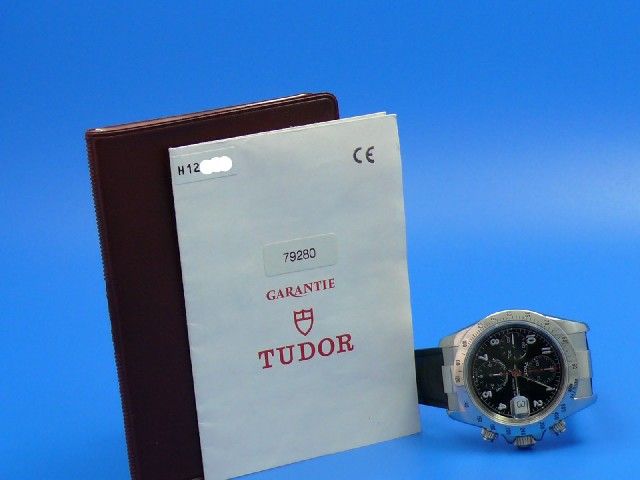 H12
CE
79280
GARANTIE
TUDOR